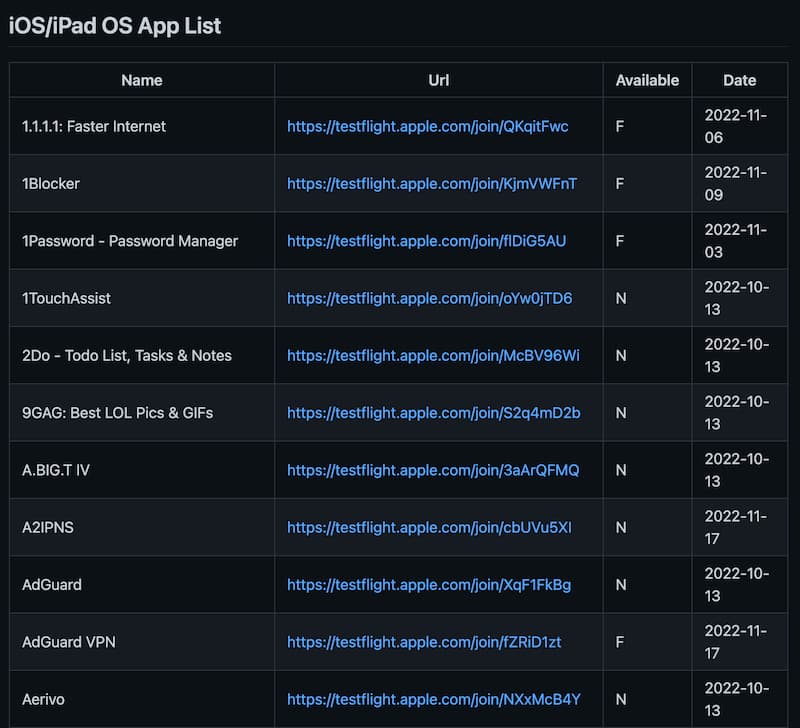 iOS/iPad OS App List
Name Url Available Date
1.1.1.1: Faster Internet https://testflight.apple.com/join/QKqitFwc F 2022-11-
06
1Blocker https://testflight.apple.com/join/KjmVWFnT F 2022-11-
09
1Password - Password Manager https://testflight.apple.com/join/flDiG5AU F 2022-11-
03
1TouchAssist https://testflight.apple.com/join/oYw0jTD6 N 2022-10-
13
2Do - Todo List, Tasks & Notes https://testflight.apple.com/join/McBV96Wi N 2022-10-
13
9GAG: Best LOL Pics & GIFs https://testflight.apple.com/join/S2q4mD2b N 2022-10-
13
A.BIG.T IV https://testflight.apple.com/join/3aArQFMQ N 2022-10-
13
A2IPNS https://testflight.apple.com/join/cbUVu5XI N 2022-11-
17
AdGuard https://testflight.apple.com/join/XqF1FkBg N 2022-10-
13
AdGuard VPN https://testflight.apple.com/join/fZRiD1zt F 2022-11-
17
Aerivo https://testflight.apple.com/join/NXxMcB4Y N 2022-10-
13